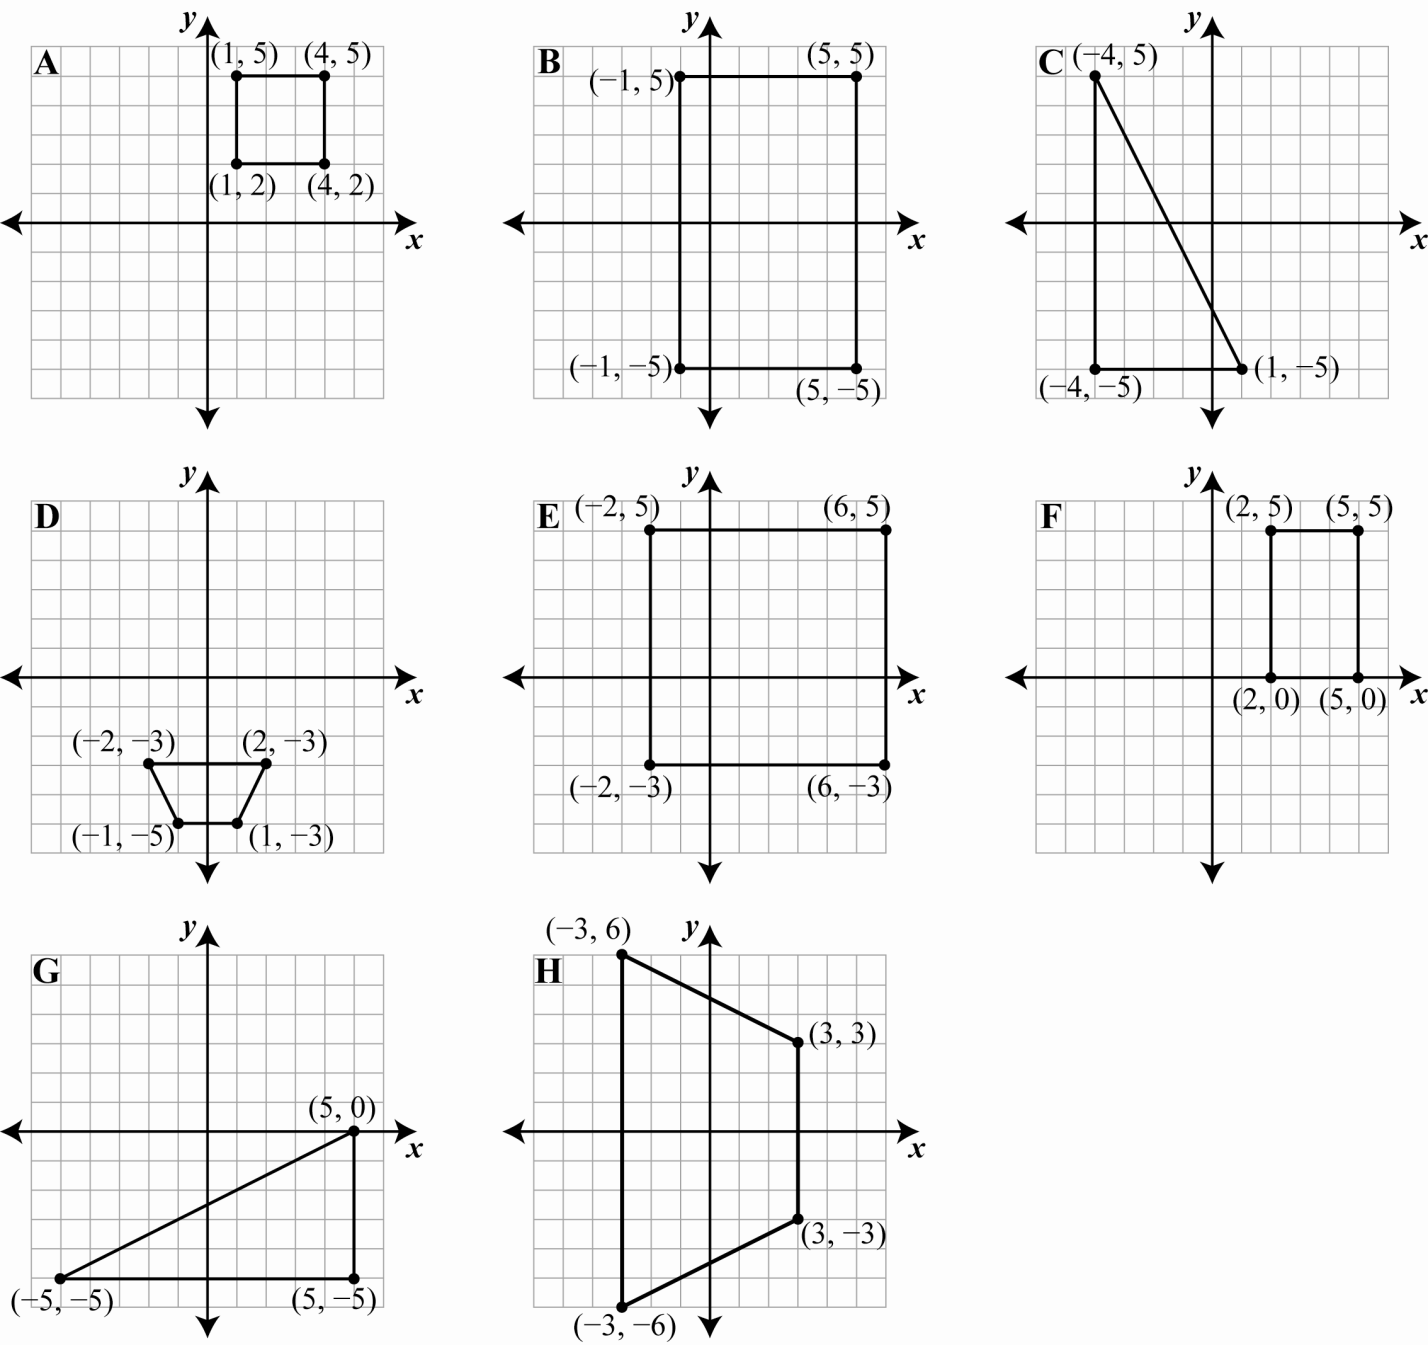 y
A
(1, 5) (4, 5)
(1, 2) (4, 2)
x
y
B
(−1, 5) (5, 5)
(−1, −5) (5, −5)
x
y
C
(−4, 5)
(−4, −5) (1, −5)
x
y
D
(−2, −3) (2, −3)
(−1, −5) (1, −3)
x
y
E
(−2, 5) (6, 5)
(−2, −3) (6, −3)
x
y
F
(2, 5) (5, 5)
(2, 0) (5, 0)
x
y
G
(5, 0)
(−5, −5) (5, −5)
x
y
H
(−3, 6)
(3, 3)
(3, −3)
(−3, −6)
x